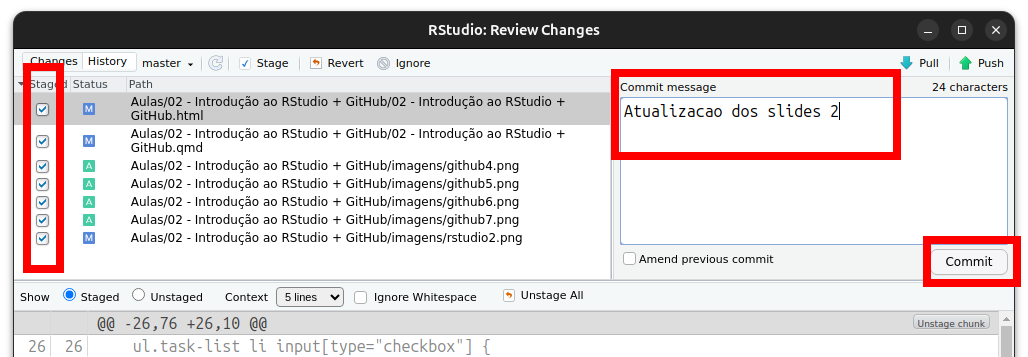 RStudio: Review Changes
Changes History master Stage Revert Ignore Pull Push
Staged Status Path
M Aulas/02 - Introdução ao RStudio + GitHub/02 - Introdução ao RStudio +
GitHub.html
M Aulas/02 - Introdução ao RStudio + GitHub/02 - Introdução ao RStudio +
GitHub.qmd
A Aulas/02 - Introdução ao RStudio + GitHub/imagens/github4.png
A Aulas/02 - Introdução ao RStudio + GitHub/imagens/github5.png
A Aulas/02 - Introdução ao RStudio + GitHub/imagens/github6.png
A Aulas/02 - Introdução ao RStudio + GitHub/imagens/github7.png
M Aulas/02 - Introdução ao RStudio + GitHub/imagens/rstudio2.png
Commit message 24 characters
Atualizacao dos slides 2
Amend previous commit Commit
Show Staged Unstaged Context 5 lines Ignore Whitespace Unstage All
@@ -26,76 +26,10 @@ Unstage chunk
26 26 ul.task-list li input[type="checkbox"] {